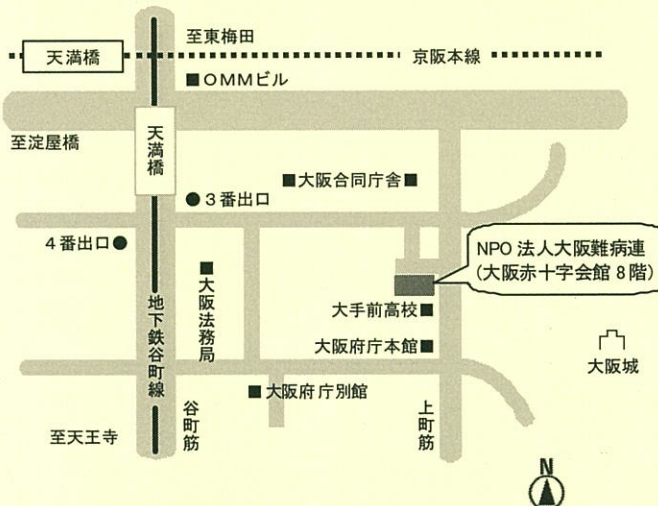 至東梅田
天満橋
京阪本線
■OMMビル
至淀屋橋
天満橋
■大阪合同庁舎■
●3番出口
4番出口●
NPO法人大阪難病連
(大阪赤十字会館8階)
■大阪法務局
地下鉄谷町線
大手前高校■
大阪府庁本館■
大阪城
■大阪府庁別館
谷町筋
上町筋
至天王寺
N